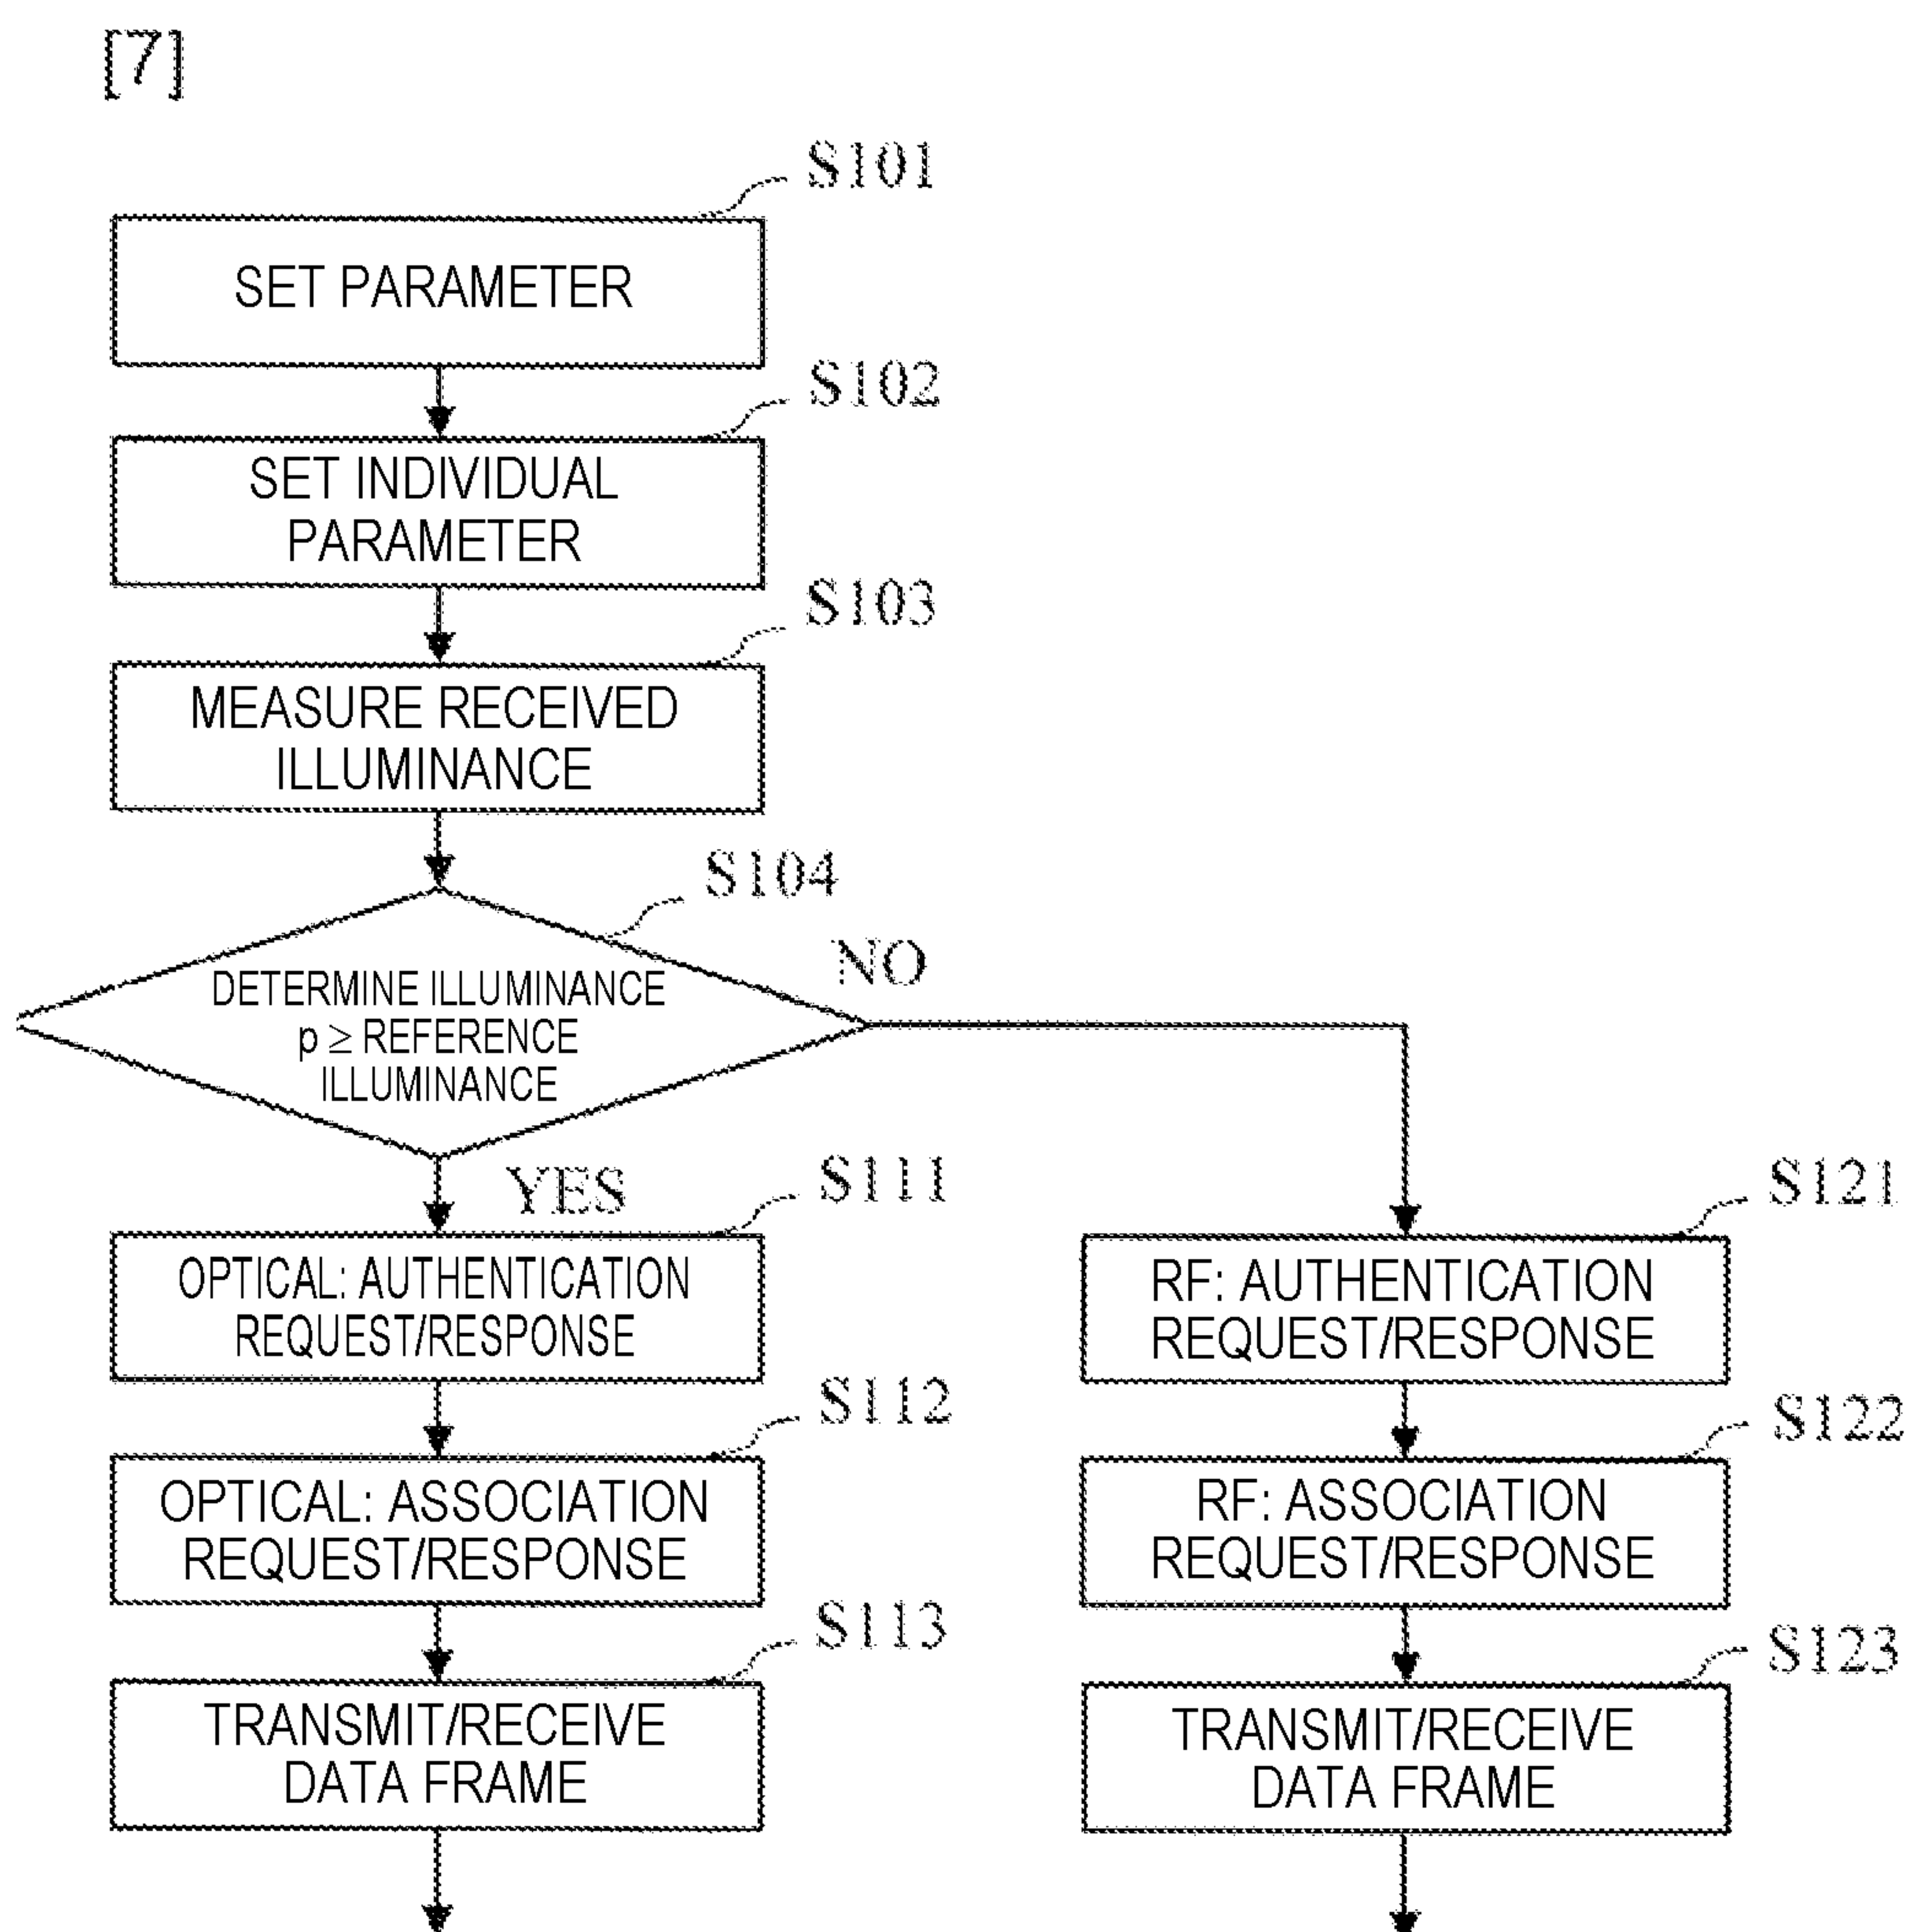 [7]
S101
SET PARAMETER
S102
SET INDIVIDUAL
PARAMETER
S103
MEASURE RECEIVED
ILLUMINANCE
S104
DETERMINE ILLUMINANCE
p ≥ REFERENCE
ILLUMINANCE
NO
YES
S111
OPTICAL: AUTHENTICATION
REQUEST/RESPONSE
S112
OPTICAL: ASSOCIATION
REQUEST/RESPONSE
S113
TRANSMIT/RECEIVE
DATA FRAME
S121
RF: AUTHENTICATION
REQUEST/RESPONSE
S122
RF: ASSOCIATION
REQUEST/RESPONSE
S123
TRANSMIT/RECEIVE
DATA FRAME